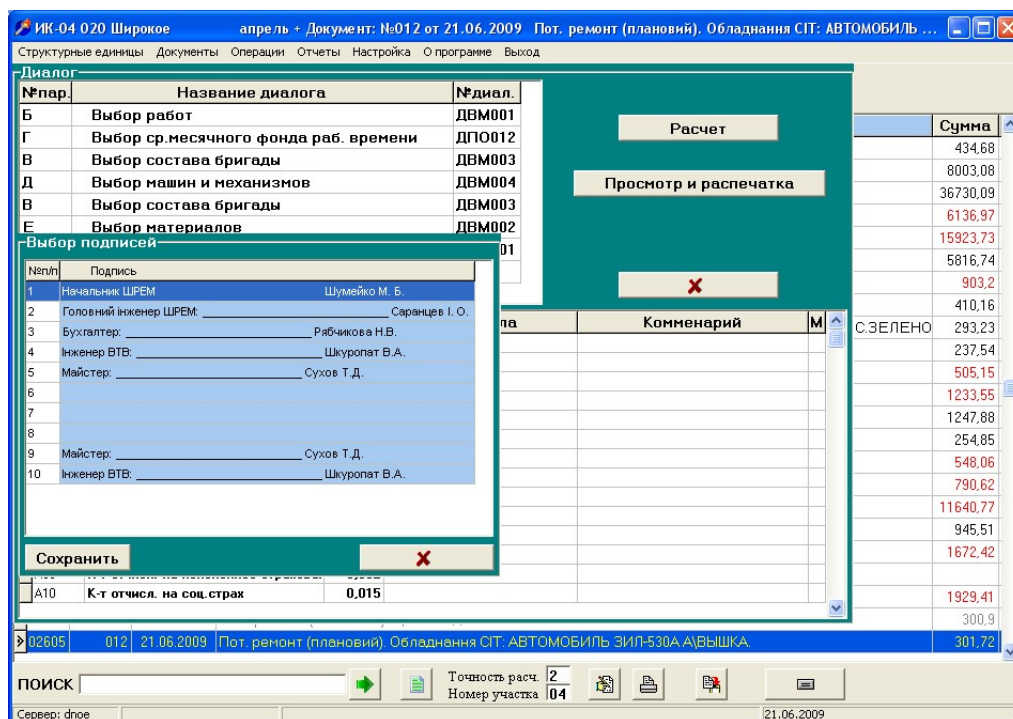 ИК-04 020 Широкое апрель + Документ: №012 от 21.06.2009 Пот. ремонт (плановий). Обладнання СІТ: АВТОМОБИЛЬ ...
Структурные единицы Документы Операции Отчеты Настройка О программе Выход
Диалог
№пар. Название диалога №диал.
Б Выбор работ ДВМ001
Г Выбор ср.месячного фонда раб. времени ДПО012
В Выбор состава бригады ДВМ003
Д Выбор машин и механизмов ДВМ004
В Выбор состава бригады ДВМ003
Е Выбор материалов ДВМ002
01
Расчет
Просмотр и распечатка
Выбор подписей
№п/п Подпись
1 Начальник ШРЕМ Шумейко М. Б.
2 Головний інженер ШРЕМ: Саранцев І. О.
3 Бухгалтер: Рябчикова Н.В.
4 Інженер ВТВ: Шкуропат В.А.
5 Майстер: Сухов Т.Д.
6
7
8
9 Майстер: Сухов Т.Д.
10 Інженер ВТВ: Шкуропат В.А.
Сохранить
ла Комменарий М
А10 К-т отчисл. на соц.страх 0,015
Сумма
434,68
8003,08
36730,09
6136,97
15923,73
5816,74
903,2
410,16
С.ЗЕЛЕНО 293,23
237,54
505,15
1233,55
1247,88
254,85
548,06
790,62
11640,77
945,51
1672,42
1929,41
300,9
02605 012 21.06.2009 Пот. ремонт (плановий). Обладнання СІТ: АВТОМОБИЛЬ ЗИЛ-530А А\ВЫШКА. 301,72
ПОИСК Точность расч. 2
Номер участка 04
Сервер: dnoe 21.06.2009